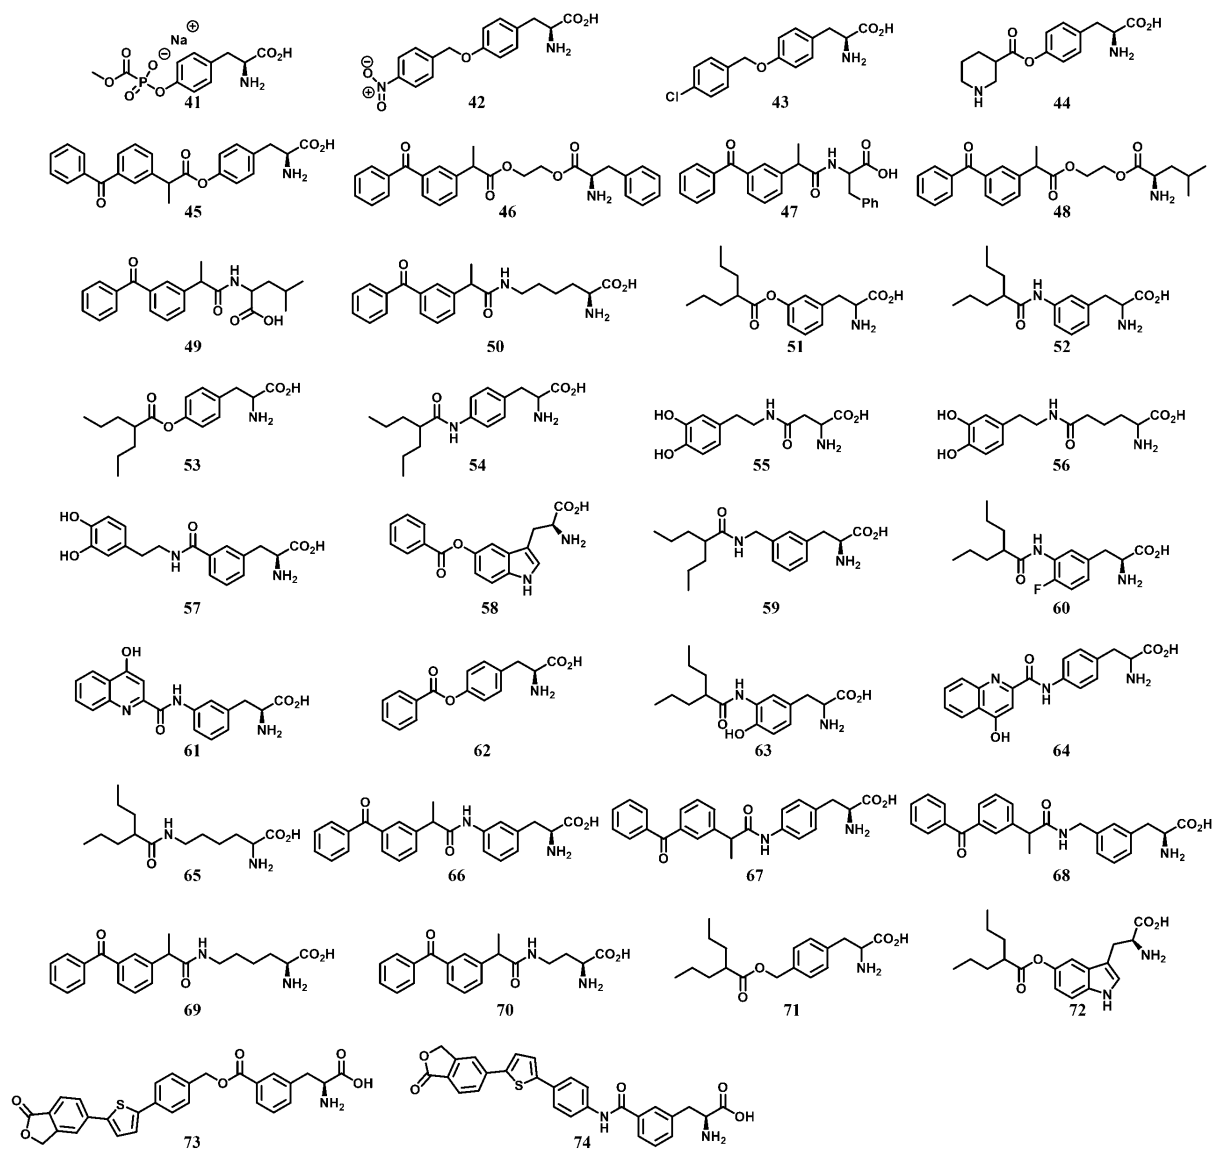 Na ⊕ ⊖ O O O P O O CO₂H NH₂ 41
O ⊖ N ⊕ O O CO₂H NH₂ 42
Cl O CO₂H NH₂ 43
N H O O CO₂H NH₂ 44
O O O CO₂H NH₂ 45
O O O O O NH₂ 46
O O H N O OH Ph 47
O O O O O NH₂ 48
O O H N O OH 49
O O H N CO₂H NH₂ 50
O O CO₂H NH₂ 51
O H N CO₂H NH₂ 52
O O CO₂H NH₂ 53
O N H CO₂H NH₂ 54
HO HO H N O CO₂H NH₂ 55
HO HO H N O CO₂H NH₂ 56
HO HO N H O CO₂H NH₂ 57
O O N H CO₂H NH₂ 58
O N H CO₂H NH₂ 59
O H N F CO₂H NH₂ 60
OH N O H N CO₂H NH₂ 61
O O CO₂H NH₂ 62
O H N HO CO₂H NH₂ 63
N OH O N H CO₂H NH₂ 64
O H N CO₂H NH₂ 65
O O H N CO₂H NH₂ 66
O O N H CO₂H NH₂ 67
O O N H CO₂H NH₂ 68
O O H N CO₂H NH₂ 69
O O H N CO₂H NH₂ 70
O O CO₂H NH₂ 71
O O N H CO₂H NH₂ 72
O O S O O O OH NH₂ 73
O O S N H O O OH NH₂ 74